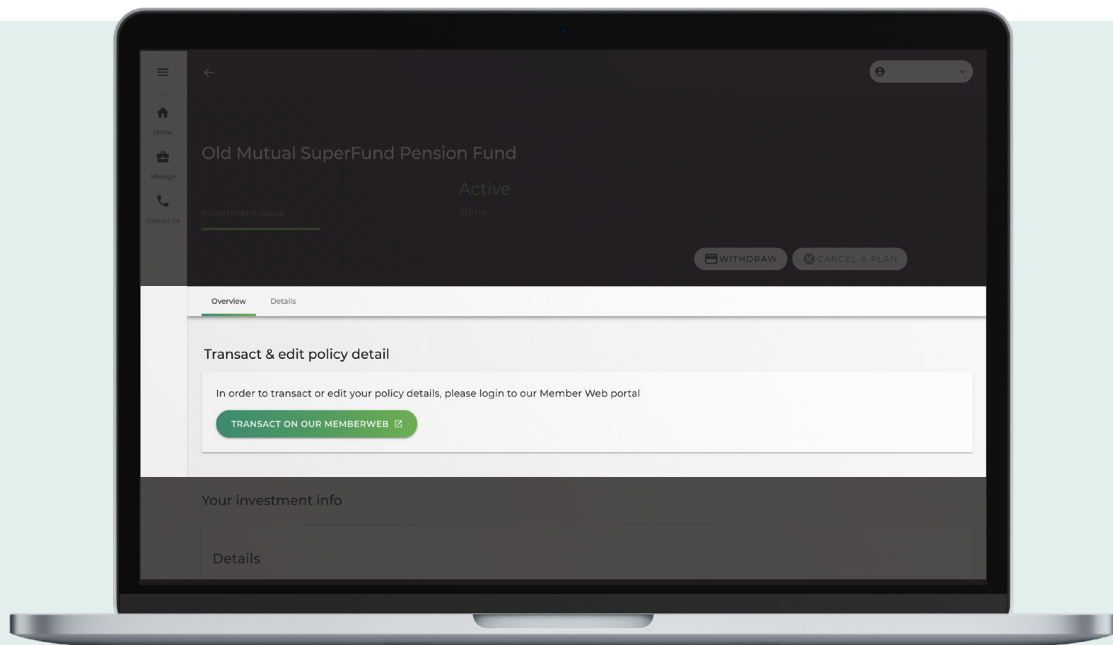 Home
Manage
Contact Us
Old Mutual SuperFund Pension Fund
Active
Investment value
Status
WITHDRAW
CANCEL A PLAN
Overview
Details
Transact & edit policy detail
In order to transact or edit your policy details, please login to our Member Web portal
TRANSACT ON OUR MEMBERWEB
Your investment info
Details